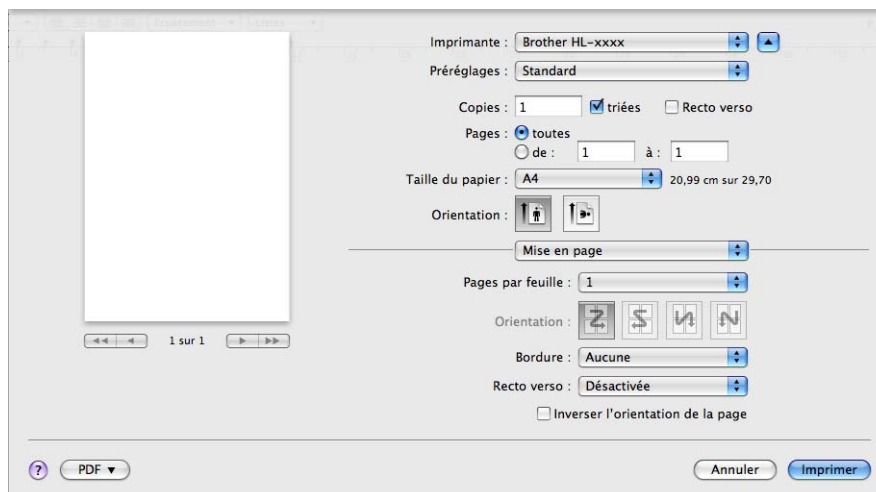 Imprimante : Brother HL-xxxx
Préréglages : Standard
Copies : 1 triées Recto verso
Pages : toutes
de : 1 à : 1
Taille du papier : A4 20,99 cm sur 29,70
Orientation :
Mise en page
Pages par feuille : 1
Orientation :
Bordure : Aucune
Recto verso : Désactivée
Inverser l'orientation de la page
1 sur 1
? PDF Annuler Imprimer